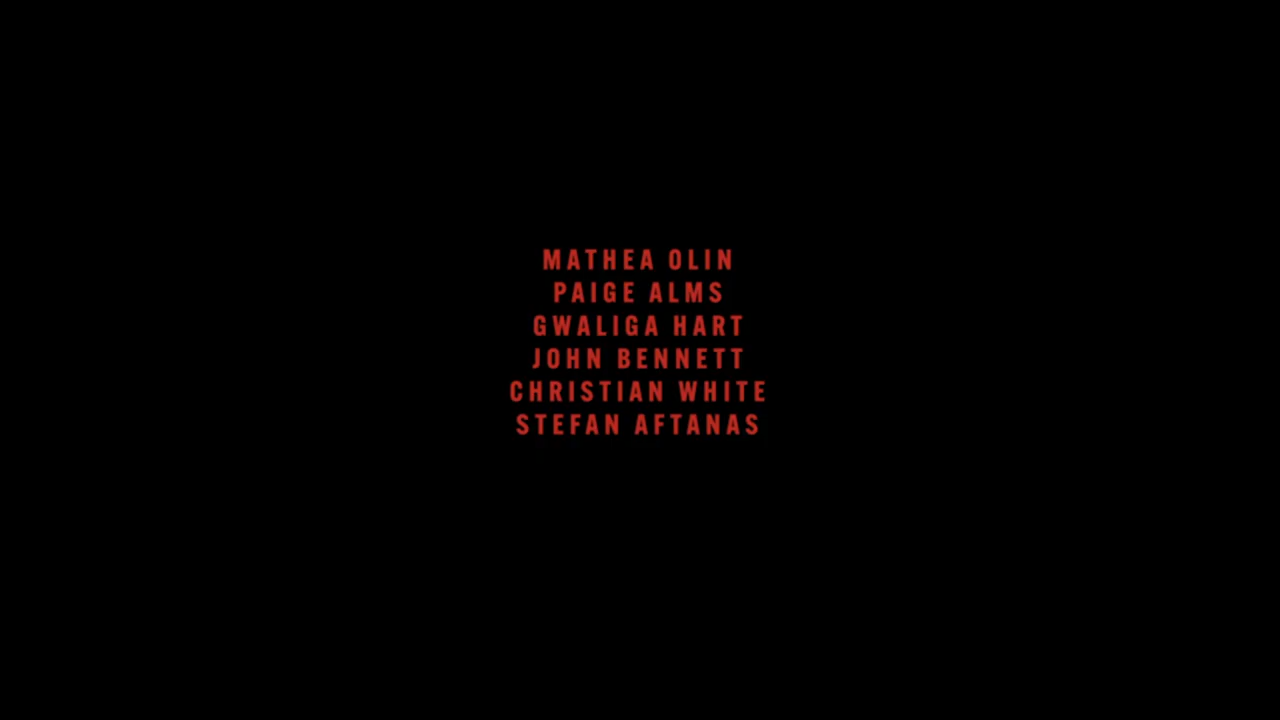 MATHEA OLIN
PAIGE ALMS
GWALIGA HART
JOHN BENNETT
CHRISTIAN WHITE
STEFAN AFTANAS